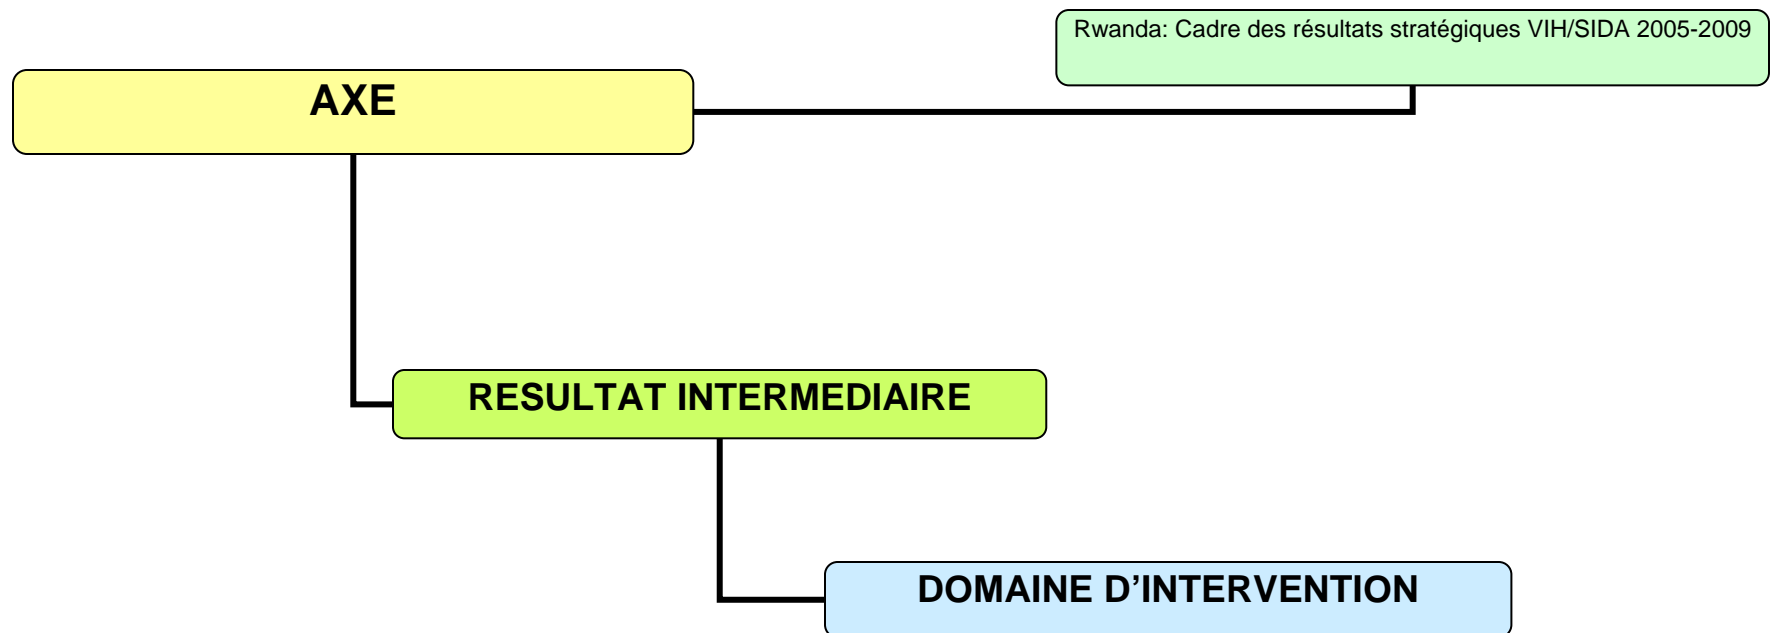 Rwanda: Cadre des résultats stratégiques VIH/SIDA 2005-2009
AXE
RESULTAT INTERMEDIAIRE
DOMAINE D’INTERVENTION